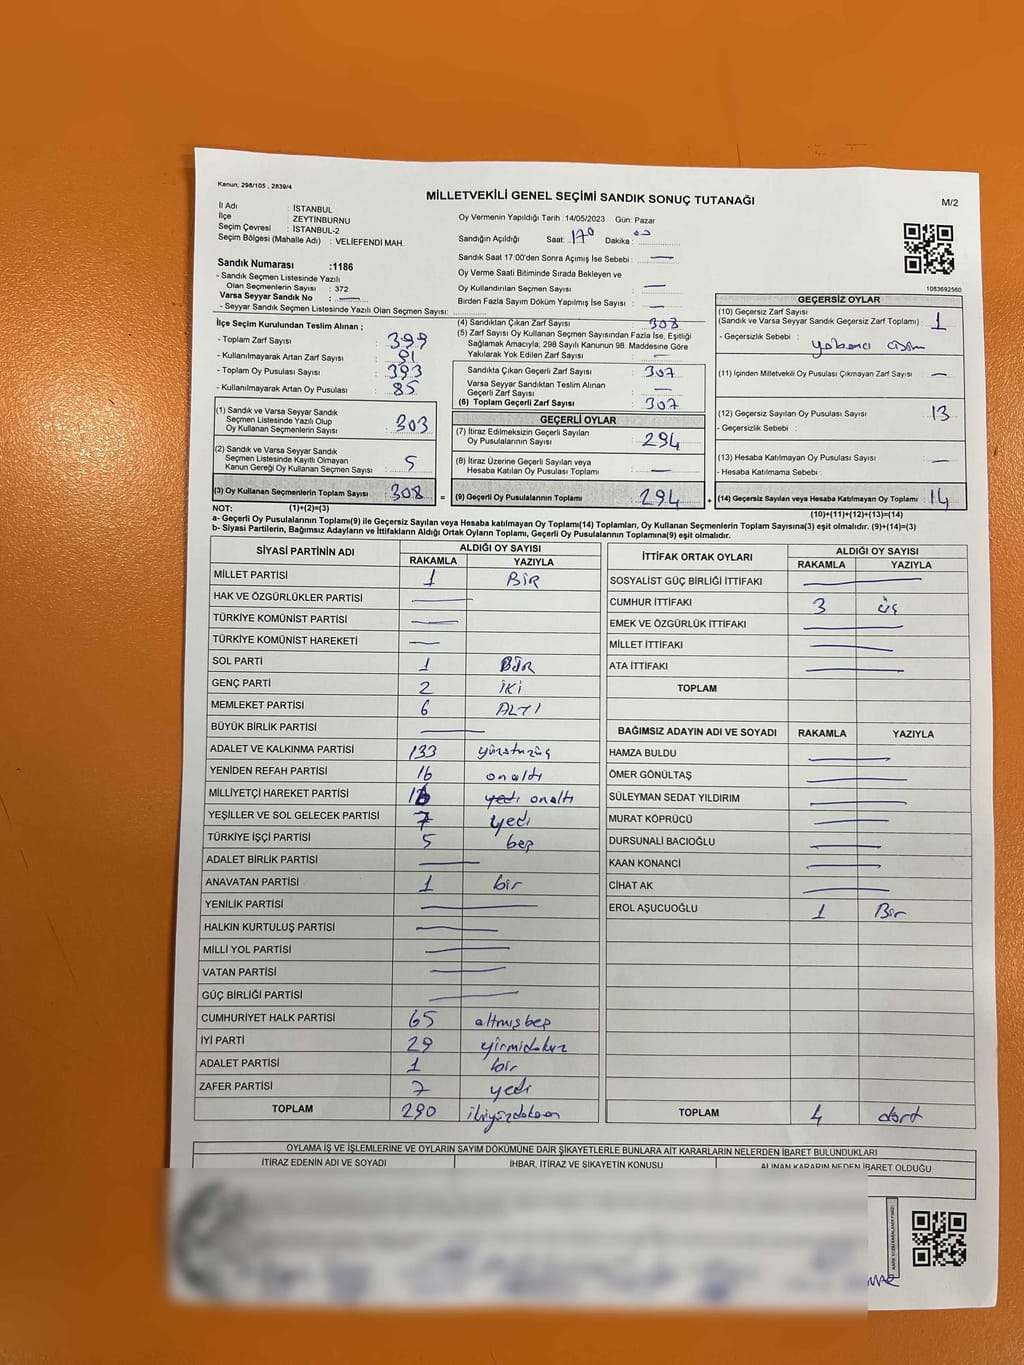 Kanun; 298/105 , 2839/4
MİLLETVEKİLİ GENEL SEÇİMİ SANDIK SONUÇ TUTANAĞI
M/2
İl Adı : İSTANBUL
İlçe : ZEYTİNBURNU
Seçim Çevresi : İSTANBUL-2
Seçim Bölgesi (Mahalle Adı) : VELİEFENDİ MAH.
Oy Vermenin Yapıldığı Tarih : 14/05/2023 Gün: Pazar
Sandığın Açıldığı Saat: 17 Dakika:
Sandık Saat 17:00'den Sonra Açımış İse Sebebi : —
Oy Verme Saati Bitiminde Sırada Bekleyen ve
Oy Kullandırılan Seçmen Sayısı : —
Birden Fazla Sayım Döküm Yapılmış İse Sayısı : —
Sandık Numarası :1186
- Sandık Seçmen Listesinde Yazılı
Olan Seçmenlerin Sayısı : 372
Varsa Seyyar Sandık No : —
- Seyyar Sandık Seçmen Listesinde Yazılı Olan Seçmen Sayısı:
1083692560
İlçe Seçim Kurulundan Teslim Alınan ;
- Toplam Zarf Sayısı : 399
- Kullanılmayarak Artan Zarf Sayısı : 91
- Toplam Oy Pusulası Sayısı : 393
- Kullanılmayarak Artan Oy Pusulası : 85
(1) Sandık ve Varsa Seyyar Sandık
Seçmen Listesinde Yazılı Olup
Oy Kullanan Seçmenlerin Sayısı : 303
(2) Sandık ve Varsa Seyyar Sandık
Seçmen Listesinde Kayıtlı Olmayan
Kanun Gereği Oy Kullanan Seçmen Sayısı : 5
(3) Oy Kullanan Seçmenlerin Toplam Sayısı : 308
(4) Sandıktan Çıkan Zarf Sayısı : 308
(5) Zarf Sayısı Oy Kullanan Seçmen Sayısından Fazla İse, Eşitliği
Sağlamak Amacıyla; 298 Sayılı Kanunun 98. Maddesine Göre
Yakılarak Yok Edilen Zarf Sayısı : —
Sandıkta Çıkan Geçerli Zarf Sayısı : 307
Varsa Seyyar Sandıktan Teslim Alınan
Geçerli Zarf Sayısı : —
(6) Toplam Geçerli Zarf Sayısı : 307
GEÇERLİ OYLAR
(7) İtiraz Edilmeksizin Geçerli Sayılan
Oy Pusulalarının Sayısı : 294
(8) İtiraz Üzerine Geçerli Sayılan veya
Hesaba Katılan Oy Pusulası Toplamı : —
= (9) Geçerli Oy Pusulalarının Toplamı : 294
GEÇERSİZ OYLAR
(10) Geçersiz Zarf Sayısı
(Sandık ve Varsa Seyyar Sandık Geçersiz Zarf Toplamı) : 1
- Geçersizlik Sebebi : yabancı cisim
(11) İçinden Milletvekili Oy Pusulası Çıkmayan Zarf Sayısı : —
(12) Geçersiz Sayılan Oy Pusulası Sayısı : 13
- Geçersizlik Sebebi :
(13) Hesaba Katılmayan Oy Pusulası Sayısı : —
- Hesaba Katılmama Sebebi :
+ (14) Geçersiz Sayılan veya Hesaba Katılmayan Oy Toplamı : 14
NOT: (1)+(2)=(3)
(10)+(11)+(12)+(13)=(14)
a- Geçerli Oy Pusulalarının Toplamı(9) ile Geçersiz Sayılan veya Hesaba katılmayan Oy Toplamı(14) Toplamları, Oy Kullanan Seçmenlerin Toplam Sayısına(3) eşit olmalıdır. (9)+(14)=(3)
b- Siyasi Partilerin, Bağımsız Adayların ve İttifakların Aldığı Ortak Oyların Toplamı, Geçerli Oy Pusulalarının Toplamına(9) eşit olmalıdır.
SİYASİ PARTİNİN ADI ALDIĞI OY SAYISI
RAKAMLA YAZIYLA
MİLLET PARTİSİ 1 BİR
HAK VE ÖZGÜRLÜKLER PARTİSİ —
TÜRKİYE KOMÜNİST PARTİSİ —
TÜRKİYE KOMÜNİST HAREKETİ —
SOL PARTİ 1 BİR
GENÇ PARTİ 2 İKİ
MEMLEKET PARTİSİ 6 ALTI
BÜYÜK BİRLİK PARTİSİ —
ADALET VE KALKINMA PARTİSİ 133 yüzotuzüç
YENİDEN REFAH PARTİSİ 16 onaltı
MİLLİYETÇİ HAREKET PARTİSİ 16 yedi onaltı
YEŞİLLER VE SOL GELECEK PARTİSİ 7 yedi
TÜRKİYE İŞÇİ PARTİSİ 5 beş
ADALET BİRLİK PARTİSİ —
ANAVATAN PARTİSİ 1 bir
YENİLİK PARTİSİ —
HALKIN KURTULUŞ PARTİSİ —
MİLLİ YOL PARTİSİ —
VATAN PARTİSİ —
GÜÇ BİRLİĞİ PARTİSİ —
CUMHURİYET HALK PARTİSİ 65 altmışbeş
İYİ PARTİ 29 yirmidokuz
ADALET PARTİSİ 1 bir
ZAFER PARTİSİ 7 yedi
TOPLAM 290 ikiyüzdoksan
İTTİFAK ORTAK OYLARI ALDIĞI OY SAYISI
RAKAMLA YAZIYLA
SOSYALİST GÜÇ BİRLİĞİ İTTİFAKI —
CUMHUR İTTİFAKI 3 üç
EMEK VE ÖZGÜRLÜK İTTİFAKI —
MİLLET İTTİFAKI —
ATA İTTİFAKI —
TOPLAM
BAĞIMSIZ ADAYIN ADI VE SOYADI RAKAMLA YAZIYLA
HAMZA BULDU —
ÖMER GÖNÜLTAŞ —
SÜLEYMAN SEDAT YILDIRIM —
MURAT KÖPRÜCÜ —
DURSUNALİ BACIOĞLU —
KAAN KONANCİ —
CİHAT AK —
EROL AŞUCUOĞLU 1 Bir
TOPLAM 4 dört
OYLAMA İŞ VE İŞLEMLERİNE VE OYLARIN SAYIM DÖKÜMÜNE DAİR ŞİKAYETLERLE BUNLARA AİT KARARLARIN NELERDEN İBARET BULUNDUKLARI
İTİRAZ EDENİN ADI VE SOYADI İHBAR, İTİRAZ VE ŞİKAYETİN KONUSU ALINAN KARARIN NEDEN İBARET OLDUĞU